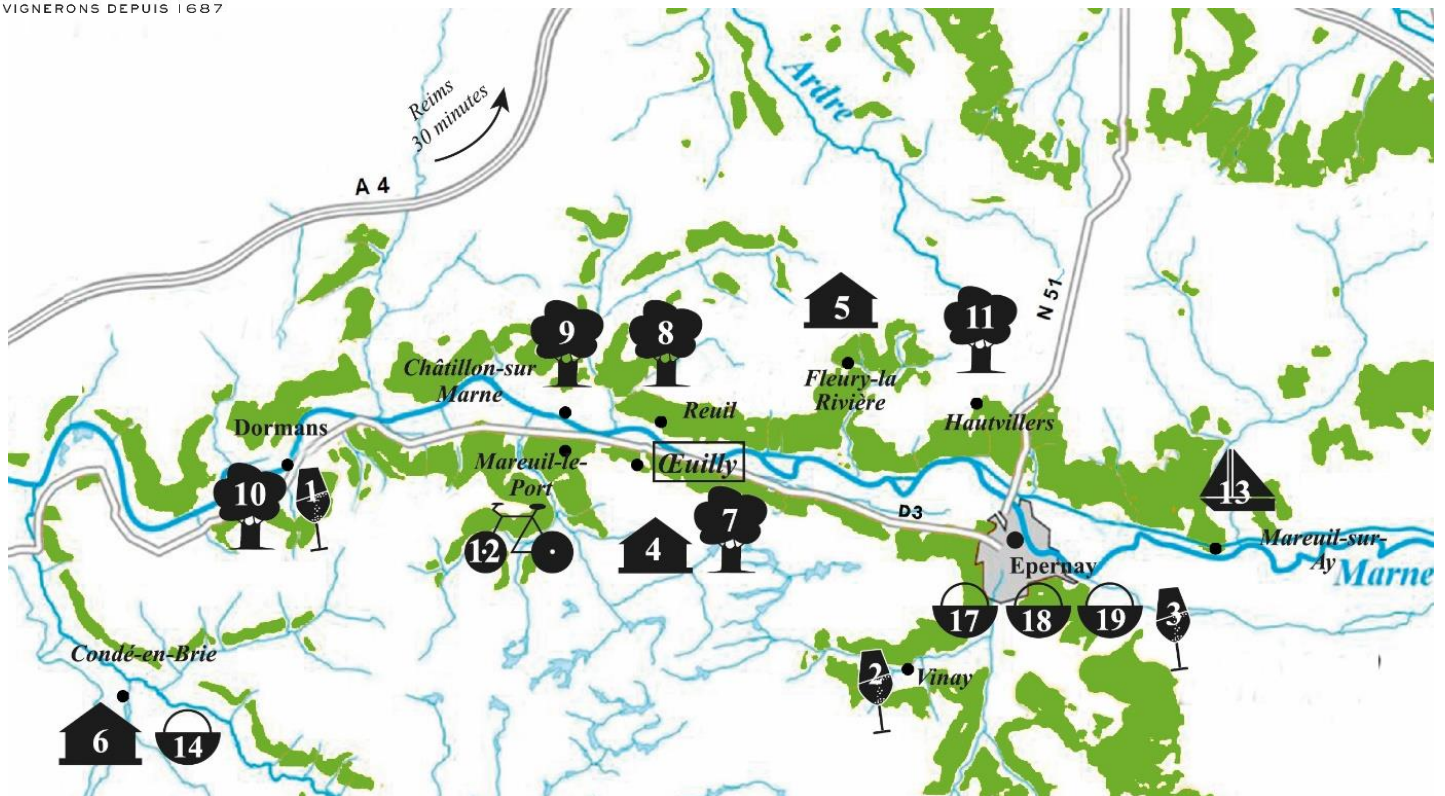 VIGNERONS DEPUIS 1687
Ardre
Reims
30 minutes
A 4
N 51
5
11
9
8
Châtillon-sur
Marne
Fleury-la
Rivière
Reuil
Hautvillers
Dormans
Mareuil-le-
Port
Œuilly
10
1
13
12
4
7
D3
Epernay
Mareuil-sur-
Ay
Marne
17
18
19
3
Condé-en-Brie
2
Vinay
6
14